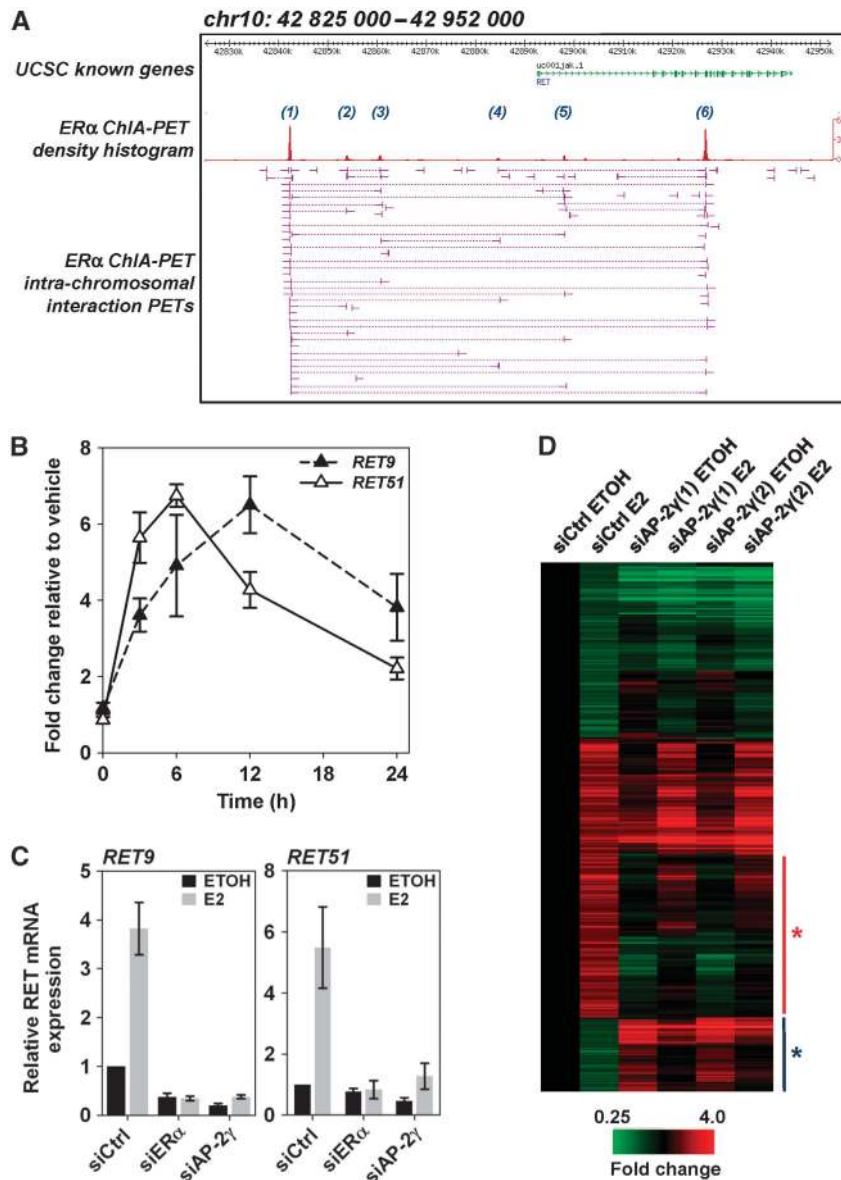 A
chr10: 42 825 000–42 952 000
42830k 42840k 42850k 42860k 42870k 42880k 42890k 42900k 42910k 42920k 42930k 42940k 42950k
UCSC known genes
uc001jak.1
RET
(1) (2) (3) (4) (5) (6)
ERα ChIA-PET
density histogram
ERα ChIA-PET
intra-chromosomal
interaction PETs
B
Fold change relative to vehicle
8
6
4
2
0
0 6 12 18 24
Time (h)
RET9
RET51
C
Relative RET mRNA
expression
RET9
ETOH
E2
5
4
3
2
1
0
siCtrl siERα siAP-2γ
RET51
ETOH
E2
8
6
4
2
0
siCtrl siERα siAP-2γ
D
siCtrl ETOH
siCtrl E2
siAP-2γ(1) ETOH
siAP-2γ(1) E2
siAP-2γ(2) ETOH
siAP-2γ(2) E2
*
*
0.25 4.0
Fold change